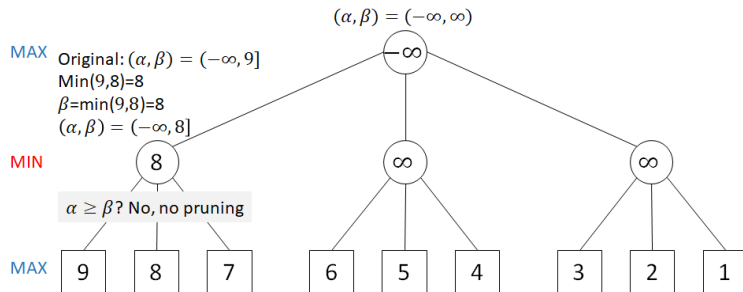 (α, β) = (−∞, ∞)
MAX
Original: (α, β) = (−∞, 9]
−∞
Min(9,8)=8
β=min(9,8)=8
(α, β) = (−∞, 8]
MIN
8
∞
∞
α ≥ β? No, no pruning
MAX
9
8
7
6
5
4
3
2
1